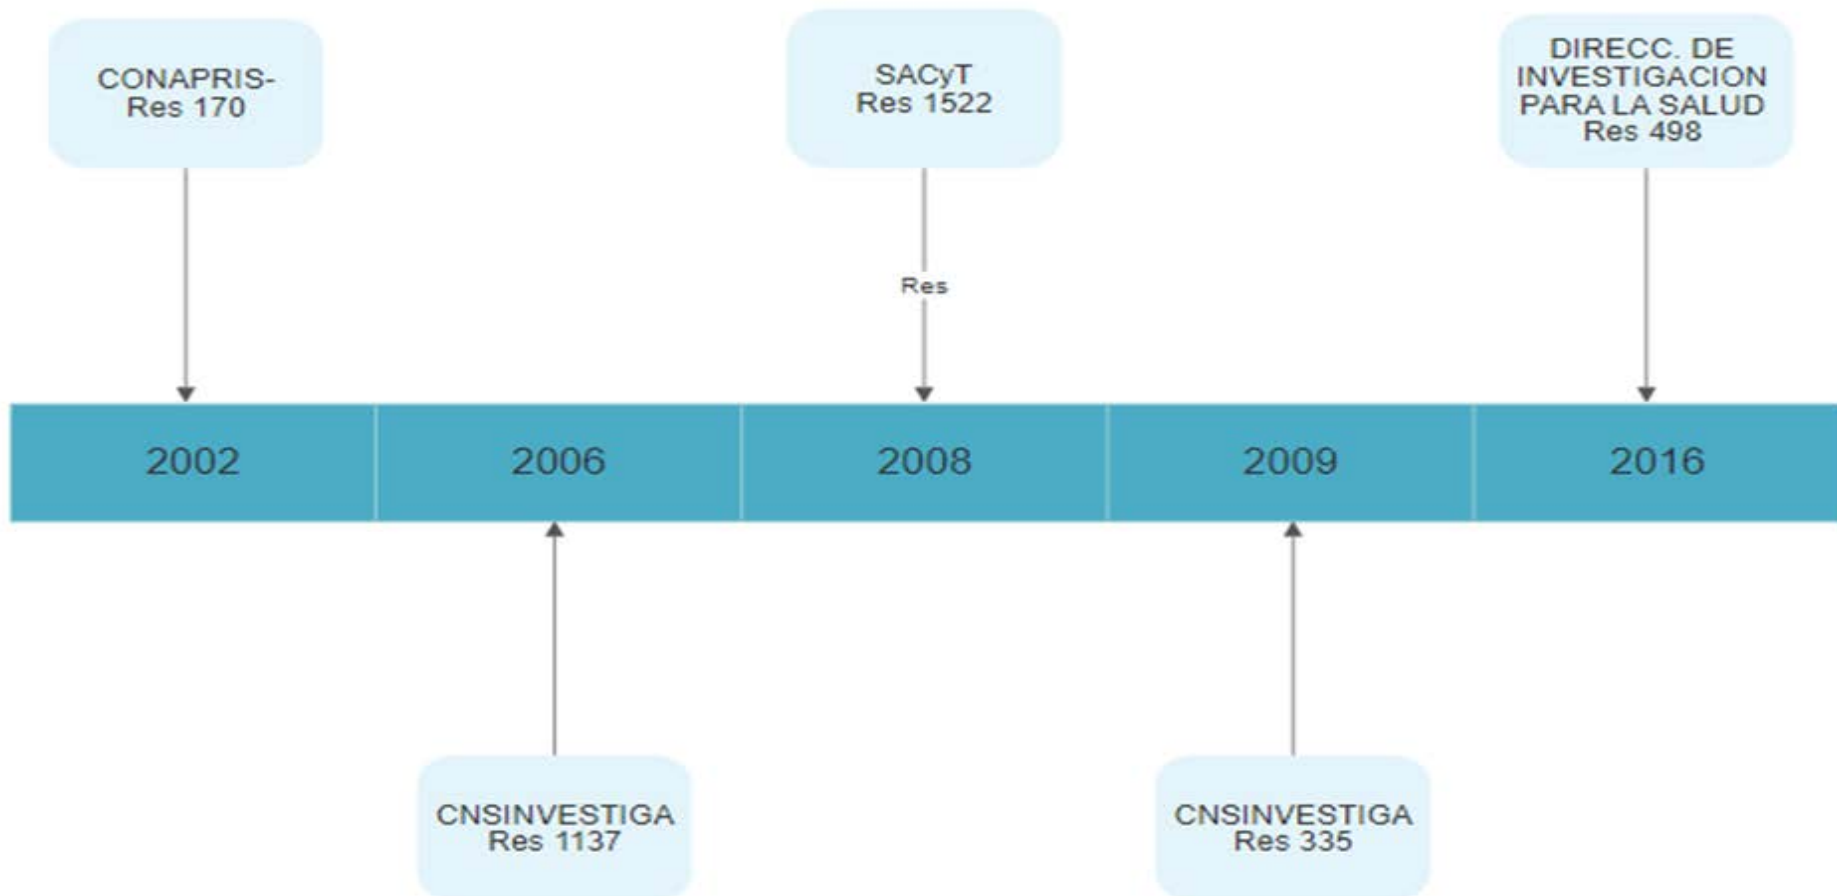 CONAPRIS-
Res 170
SACyT
Res 1522
DIRECC. DE
INVESTIGACION
PARA LA SALUD
Res 498
Res
2002
2006
2008
2009
2016
CNSINVESTIGA
Res 1137
CNSINVESTIGA
Res 335